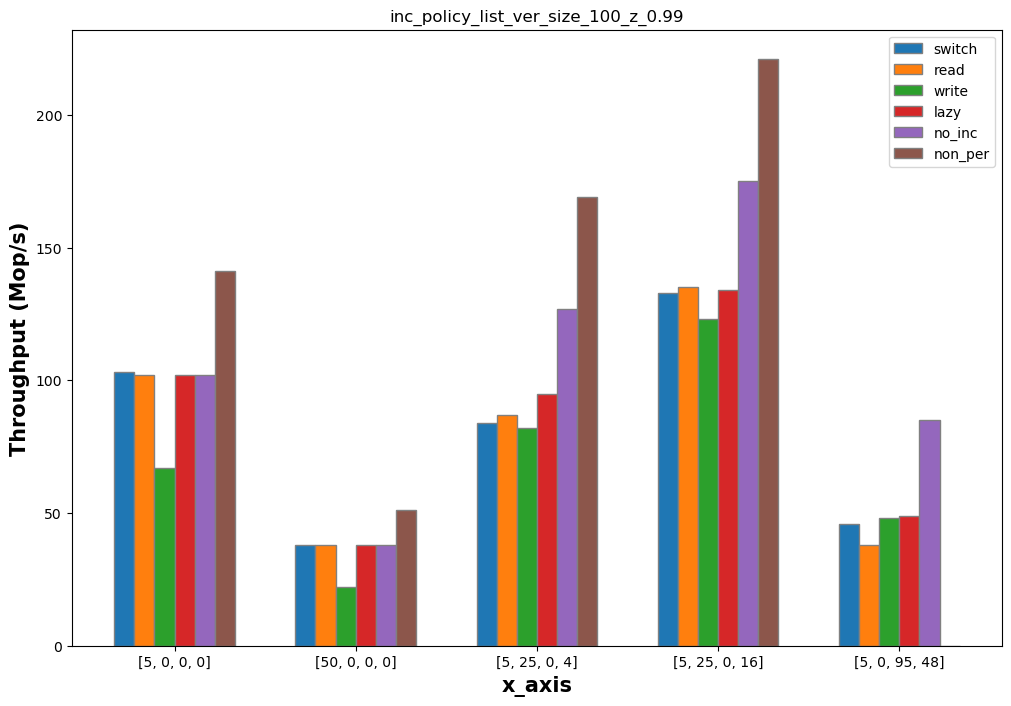 inc_policy_list_ver_size_100_z_0.99
switch
read
write
lazy
no_inc
non_per
Throughput (Mop/s)
200
150
100
50
0
[5, 0, 0, 0]
[50, 0, 0, 0]
[5, 25, 0, 4]
[5, 25, 0, 16]
[5, 0, 95, 48]
x_axis